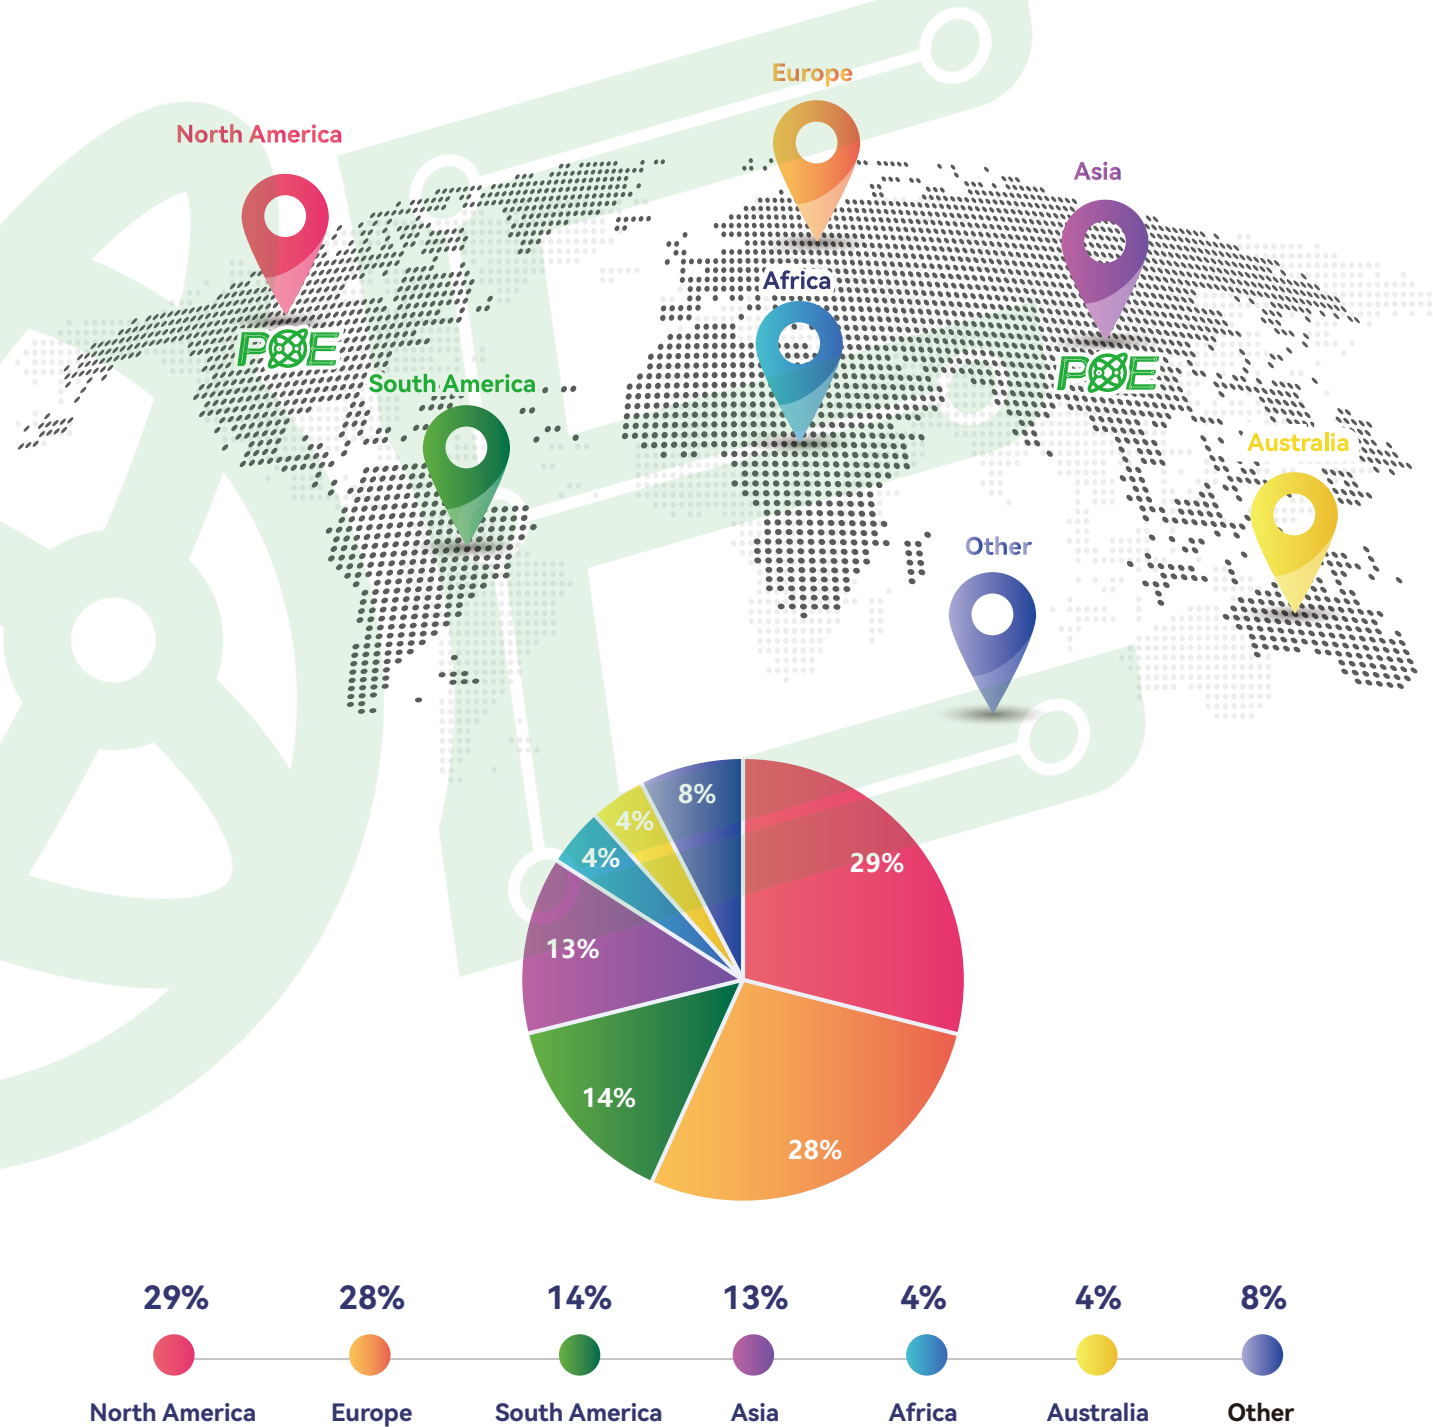 Europe
North America
Asia
Africa
POE
POE
South America
Australia
Other
8%
4%
4%
29%
13%
14%
28%
29% 28% 14% 13% 4% 4% 8%
North America Europe South America Asia Africa Australia Other